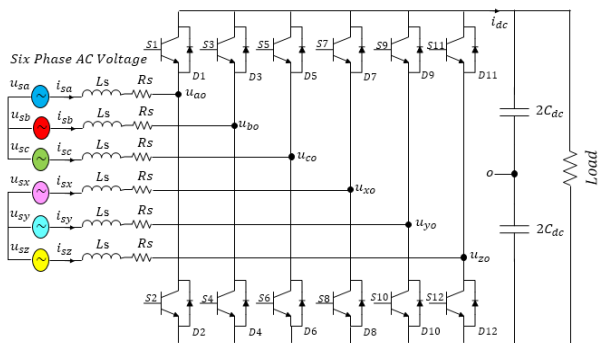 i_dc
S1 S3 S5 S7 S9 S11
Six Phase AC Voltage
D1 D3 D5 D7 D9 D11
u_sa i_sa Ls Rs u_ao
u_sb i_sb Ls Rs u_bo
2C_dc
u_sc i_sc Ls Rs u_co
Load
o
u_sx i_sx Ls Rs u_xo
u_sy i_sy Ls Rs u_yo
2C_dc
u_sz i_sz Ls Rs u_zo
S2 S4 S6 S8 S10 S12
D2 D4 D6 D8 D10 D12